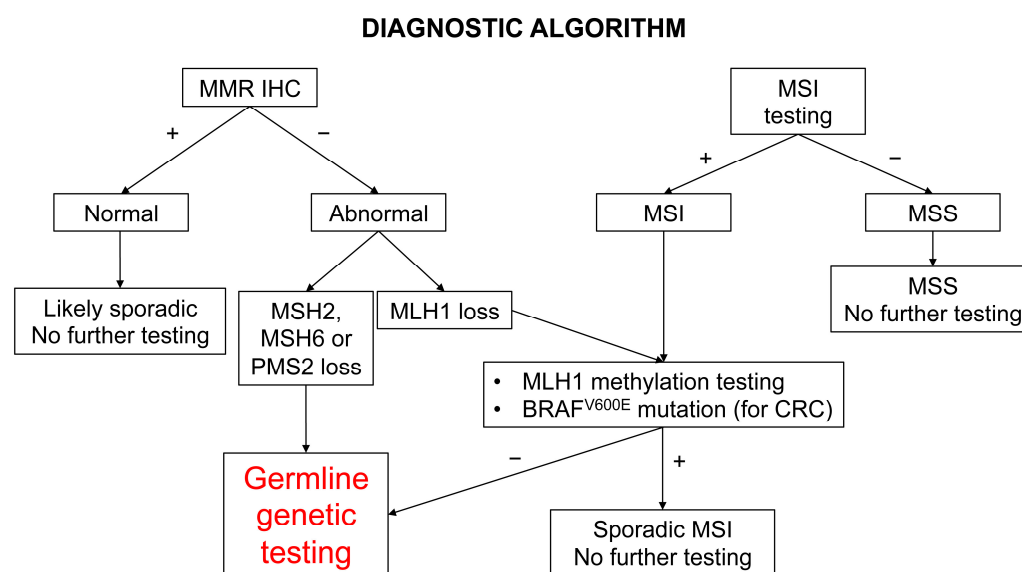 DIAGNOSTIC ALGORITHM
MMR IHC
MSI
testing
+
−
+
−
Normal
Abnormal
MSI
MSS
Likely sporadic
No further testing
MSH2,
MSH6 or
PMS2 loss
MLH1 loss
MSS
No further testing
• MLH1 methylation testing
• BRAFV600E mutation (for CRC)
−
+
Germline
genetic
testing
Sporadic MSI
No further testing